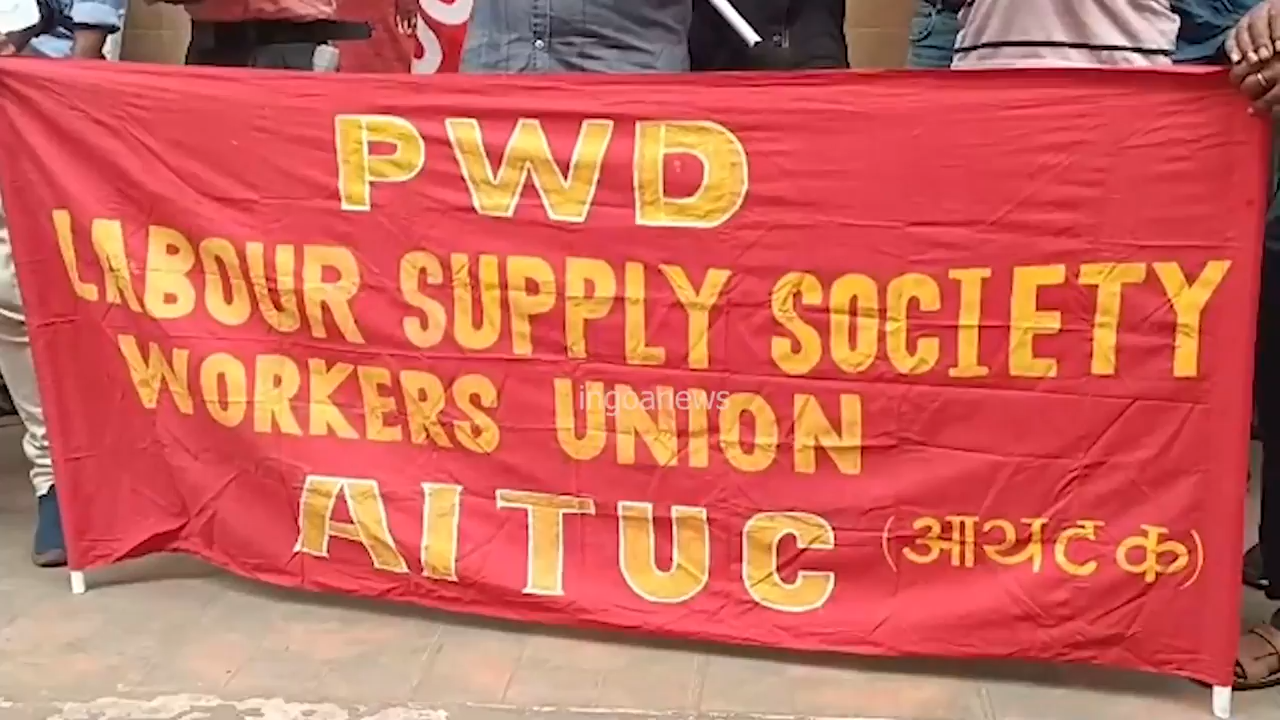 PWD
LABOUR SUPPLY SOCIETY
WORKERS UNION
ingoanews
AITUC (आयटक)